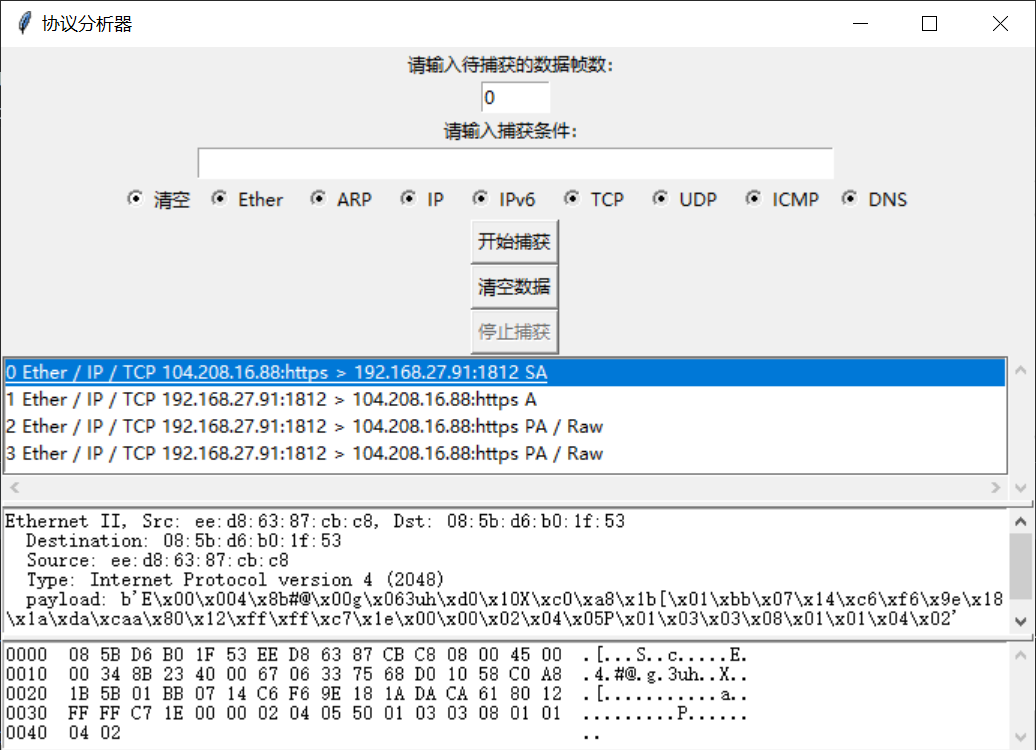 协议分析器
请输入待捕获的数据帧数:
0
请输入捕获条件:
清空 Ether ARP IP IPv6 TCP UDP ICMP DNS
开始捕获
清空数据
停止捕获
0 Ether / IP / TCP 104.208.16.88:https > 192.168.27.91:1812 SA
1 Ether / IP / TCP 192.168.27.91:1812 > 104.208.16.88:https A
2 Ether / IP / TCP 192.168.27.91:1812 > 104.208.16.88:https PA / Raw
3 Ether / IP / TCP 192.168.27.91:1812 > 104.208.16.88:https PA / Raw
Ethernet II, Src: ee:d8:63:87:cb:c8, Dst: 08:5b:d6:b0:1f:53
Destination: 08:5b:d6:b0:1f:53
Source: ee:d8:63:87:cb:c8
Type: Internet Protocol version 4 (2048)
payload: b'E\x00\x004\x8b#@\x00g\x063uh\xd0\x10X\xc0\xa8\x1b[\x01\xbb\x07\x14\xc6\xf6\x9e\x18
\x1a\xda\xcaa\x80\x12\xff\xff\xc7\x1e\x00\x00\x02\x04\x05P\x01\x03\x03\x08\x01\x01\x04\x02'
0000 08 5B D6 B0 1F 53 EE D8 63 87 CB C8 08 00 45 00 .[...S..c.....E.
0010 00 34 8B 23 40 00 67 06 33 75 68 D0 10 58 C0 A8 .4.#@.g.3uh..X..
0020 1B 5B 01 BB 07 14 C6 F6 9E 18 1A DA CA 61 80 12 .[...........a..
0030 FF FF C7 1E 00 00 02 04 05 50 01 03 03 08 01 01 .........P......
0040 04 02 ..